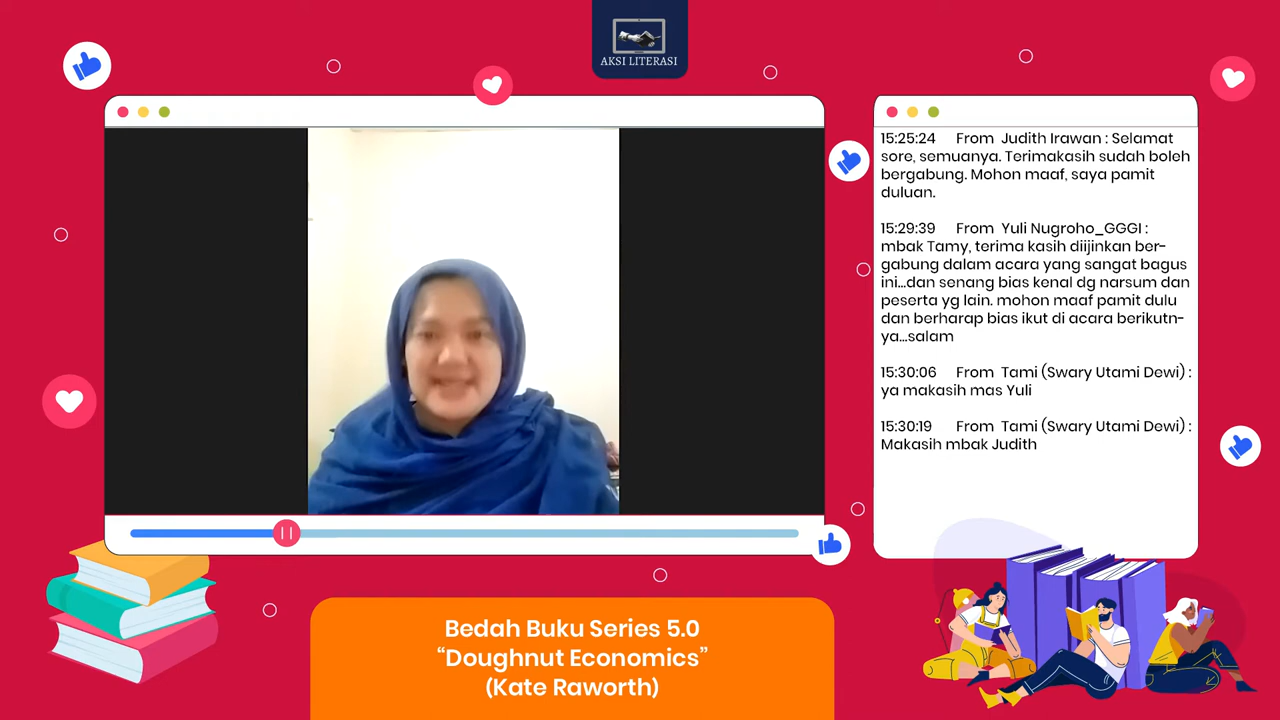 AKSI LITERASI
15:25:24 From Judith Irawan : Selamat
sore, semuanya. Terimakasih sudah boleh
bergabung. Mohon maaf, saya pamit
duluan.
15:29:39 From Yuli Nugroho_GGGI :
mbak Tamy, terima kasih diijinkan ber-
gabung dalam acara yang sangat bagus
ini...dan senang bias kenal dg narsum dan
peserta yg lain. mohon maaf pamit dulu
dan berharap bias ikut di acara berikutn-
ya...salam
15:30:06 From Tami (Swary Utami Dewi) :
ya makasih mas Yuli
15:30:19 From Tami (Swary Utami Dewi) :
Makasih mbak Judith
Bedah Buku Series 5.0
“Doughnut Economics”
(Kate Raworth)